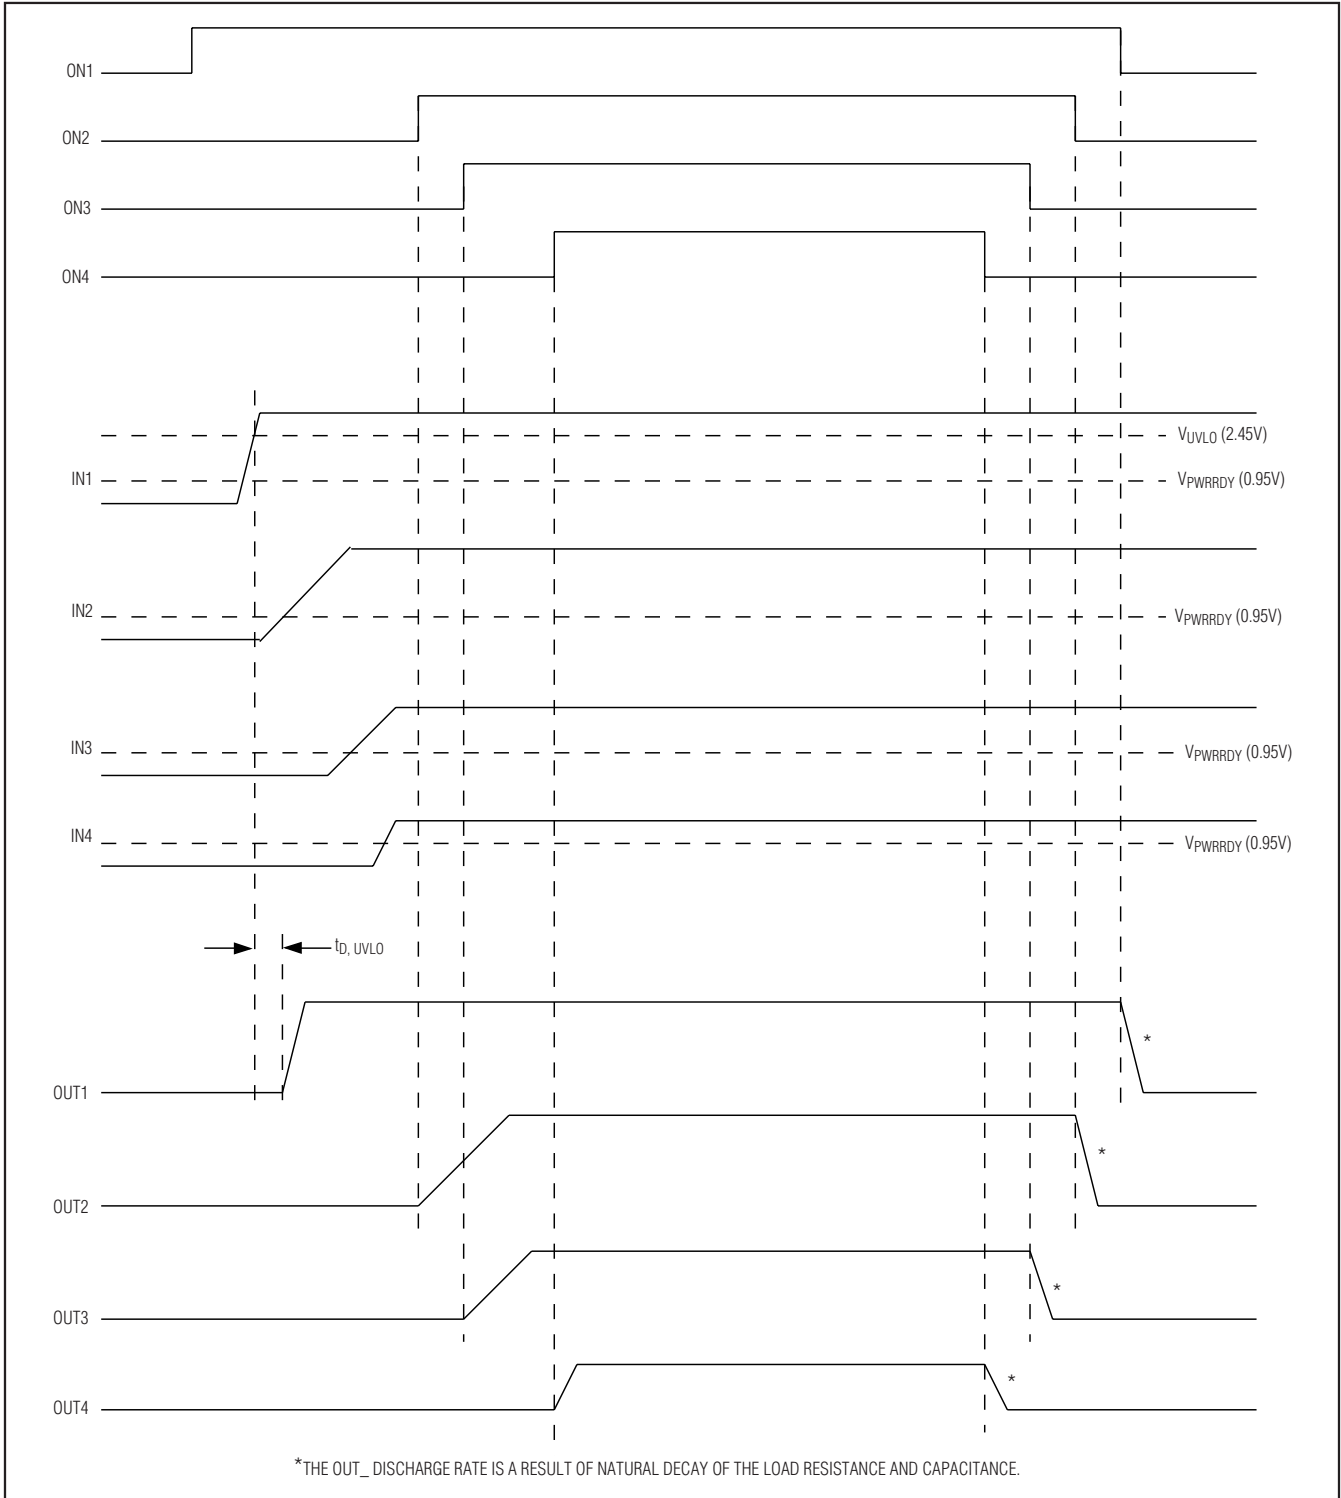 ON1
ON2
ON3
ON4
VUVLO (2.45V)
IN1
VPWRRDY (0.95V)
IN2
VPWRRDY (0.95V)
IN3
VPWRRDY (0.95V)
IN4
VPWRRDY (0.95V)
tD, UVLO
*
OUT1
*
OUT2
*
OUT3
*
OUT4
*THE OUT_ DISCHARGE RATE IS A RESULT OF NATURAL DECAY OF THE LOAD RESISTANCE AND CAPACITANCE.